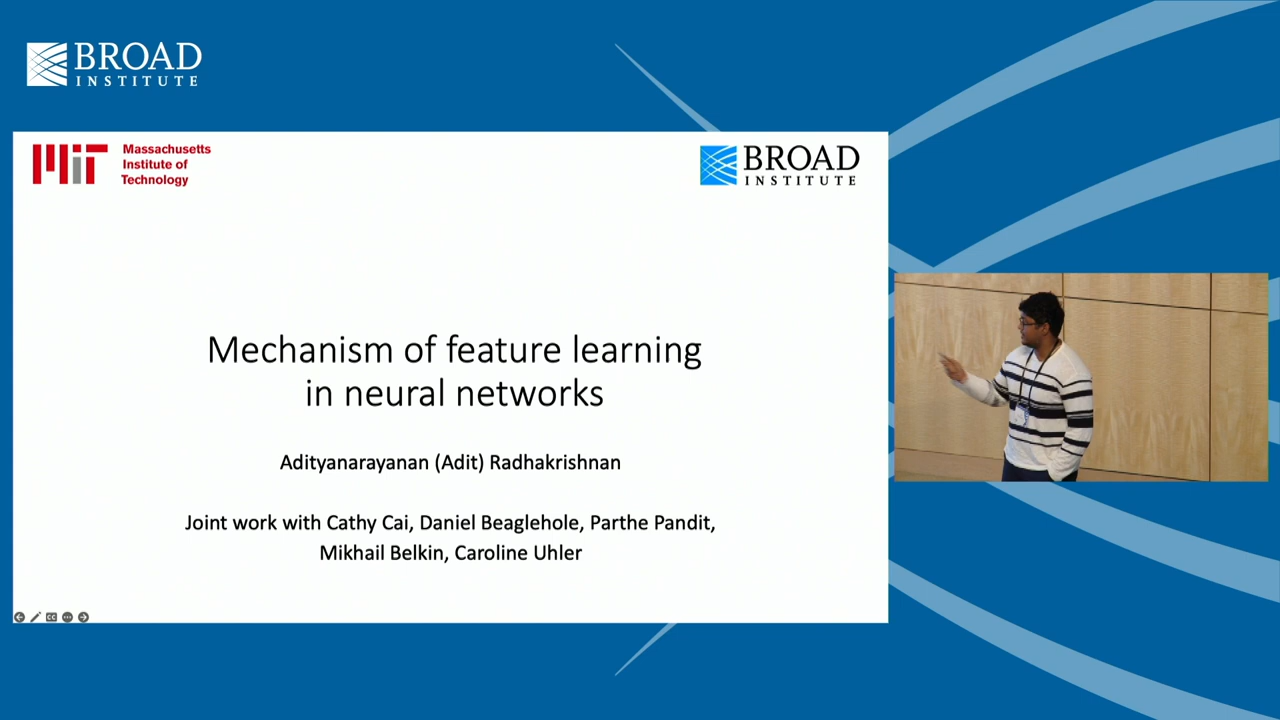 BROAD
INSTITUTE
Massachusetts
Institute of
Technology
MIT
BROAD
INSTITUTE
Mechanism of feature learning
in neural networks
Adityanarayanan (Adit) Radhakrishnan
Joint work with Cathy Cai, Daniel Beaglehole, Parthe Pandit,
Mikhail Belkin, Caroline Uhler